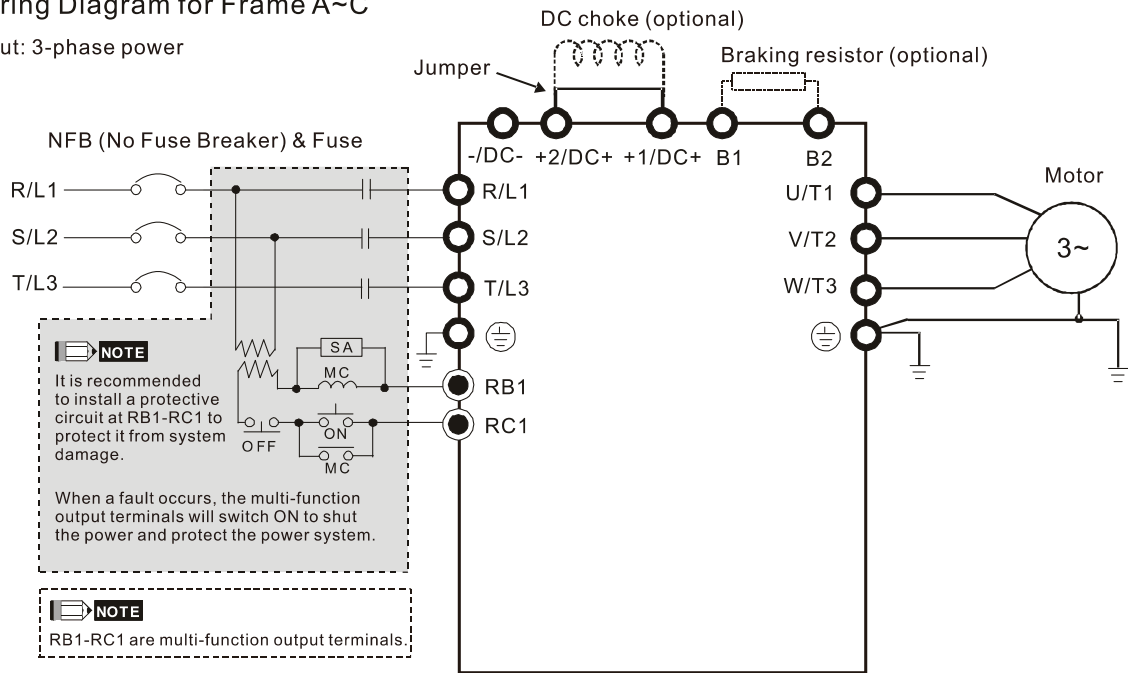 ring Diagram for Frame A~C
ut: 3-phase power
DC choke (optional)
Jumper
Braking resistor (optional)
NFB (No Fuse Breaker) & Fuse
-/DC- +2/DC+ +1/DC+ B1 B2
R/L1
S/L2
T/L3
R/L1
S/L2
T/L3
U/T1
V/T2
W/T3
Motor
3~
NOTE
It is recommended
to install a protective
circuit at RB1-RC1 to
protect it from system
damage.
SA
MC
OFF
ON
MC
RB1
RC1
When a fault occurs, the multi-function
output terminals will switch ON to shut
the power and protect the power system.
NOTE
RB1-RC1 are multi-function output terminals.